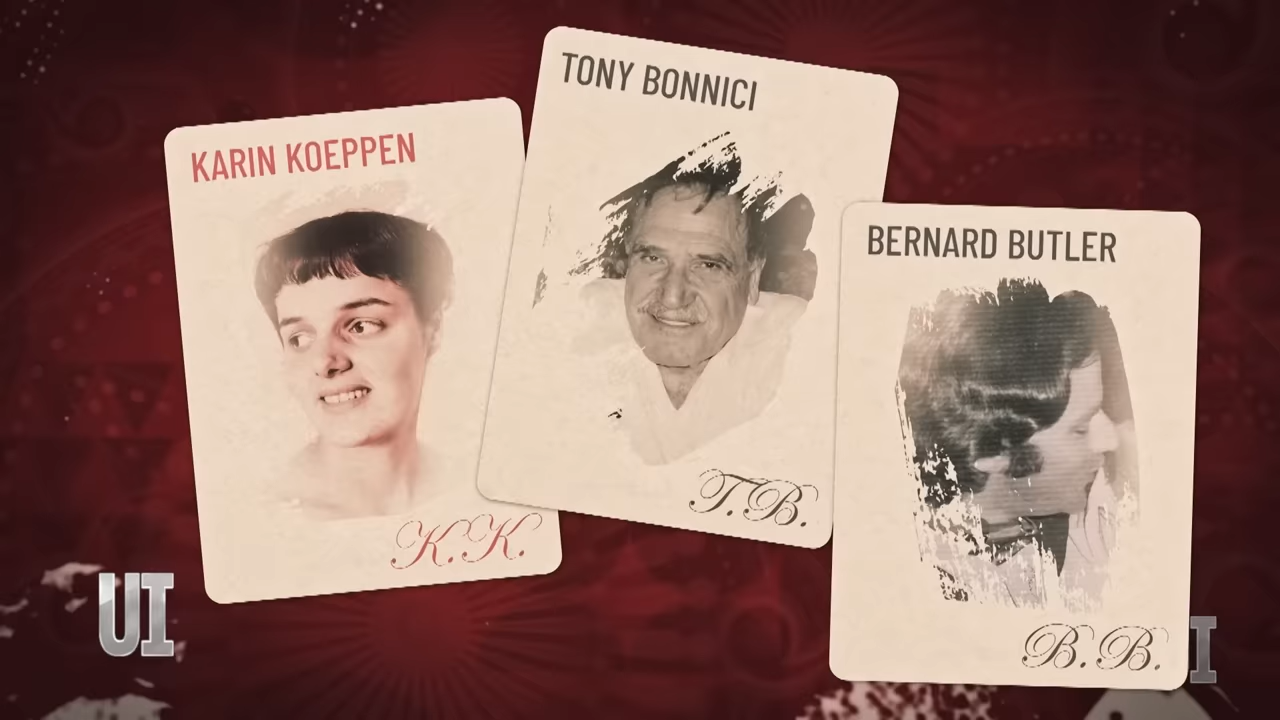 KARIN KOEPPEN
K.K.
TONY BONNICI
T.B.
BERNARD BUTLER
B.B.
UI
I